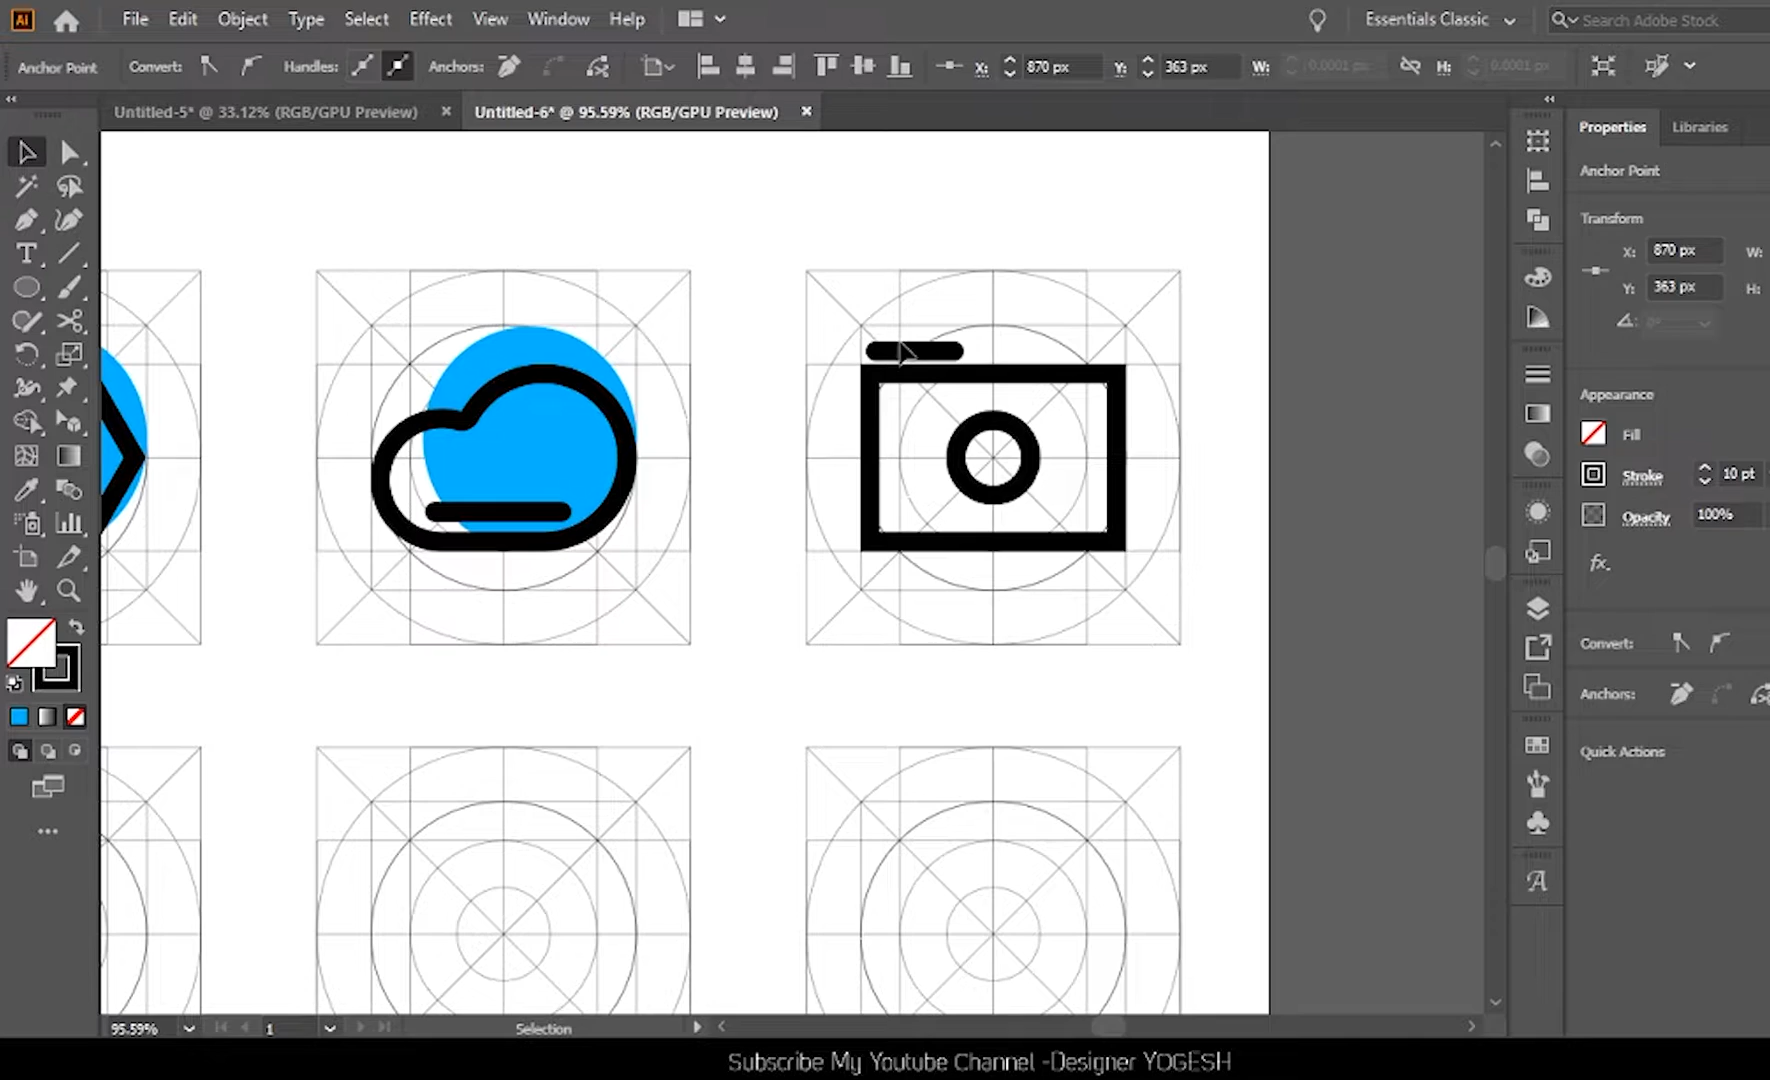 Ai File Edit Object Type Select Effect View Window Help Essentials Classic Search Adobe Stock
Anchor Point Convert: Handles: Anchors: X: 870 px Y: 363 px W: 0.0001 px H: 0.0001 px
Untitled-5* @ 33.12% (RGB/GPU Preview) × Untitled-6* @ 95.59% (RGB/GPU Preview) ×
Properties Libraries
Anchor Point
Transform
X: 870 px W:
Y: 363 px H:
Appearance
Fill
Stroke 10 pt
Opacity 100%
fx.
Convert:
Anchors:
Quick Actions
95.59% 1 Selection
Subscribe My Youtube Channel -Designer YOGESH